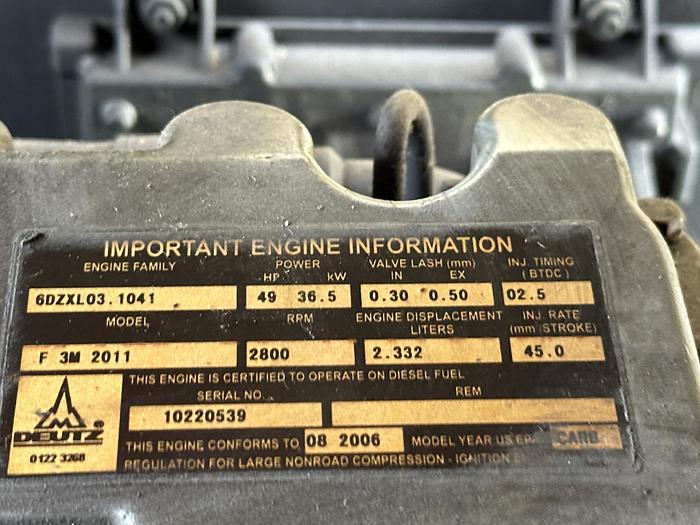 IMPORTANT ENGINE INFORMATION
ENGINE FAMILY POWER VALVE LASH (mm) INJ. TIMING
HP kW IN EX (BTDC)
6DZXL03.1041 49 36.5 0.30 0.50 02.5
MODEL RPM ENGINE DISPLACEMENT INJ. RATE
LITERS (mm /STROKE)
F 3M 2011 2800 2.332 45.0
THIS ENGINE IS CERTIFIED TO OPERATE ON DIESEL FUEL
SERIAL NO. REM
10220539
DEUTZ ®
THIS ENGINE CONFORMS TO 08 2006 MODEL YEAR US EPA CARB
0122 3268 REGULATION FOR LARGE NONROAD COMPRESSION - IGNITION